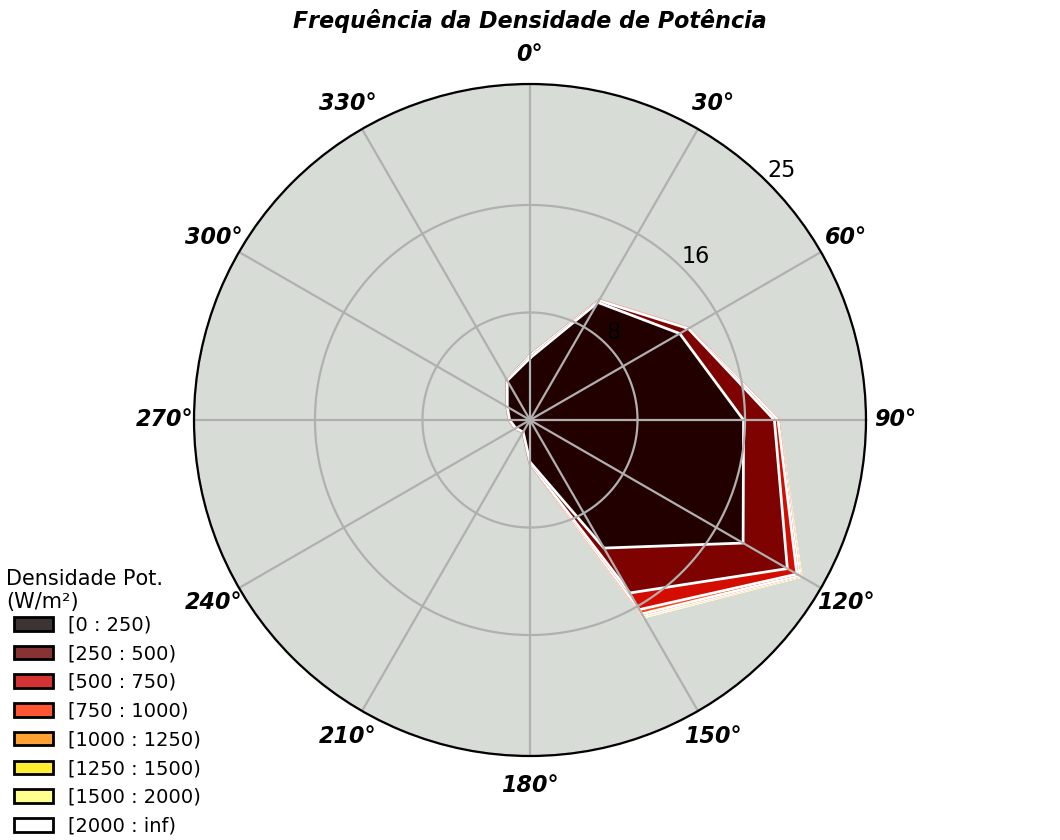 Frequência da Densidade de Potência
0°
330°
30°
25
300°
60°
16
8
270°
90°
240°
120°
210°
150°
180°
Densidade Pot.
(W/m²)
[0 : 250)
[250 : 500)
[500 : 750)
[750 : 1000)
[1000 : 1250)
[1250 : 1500)
[1500 : 2000)
[2000 : inf)